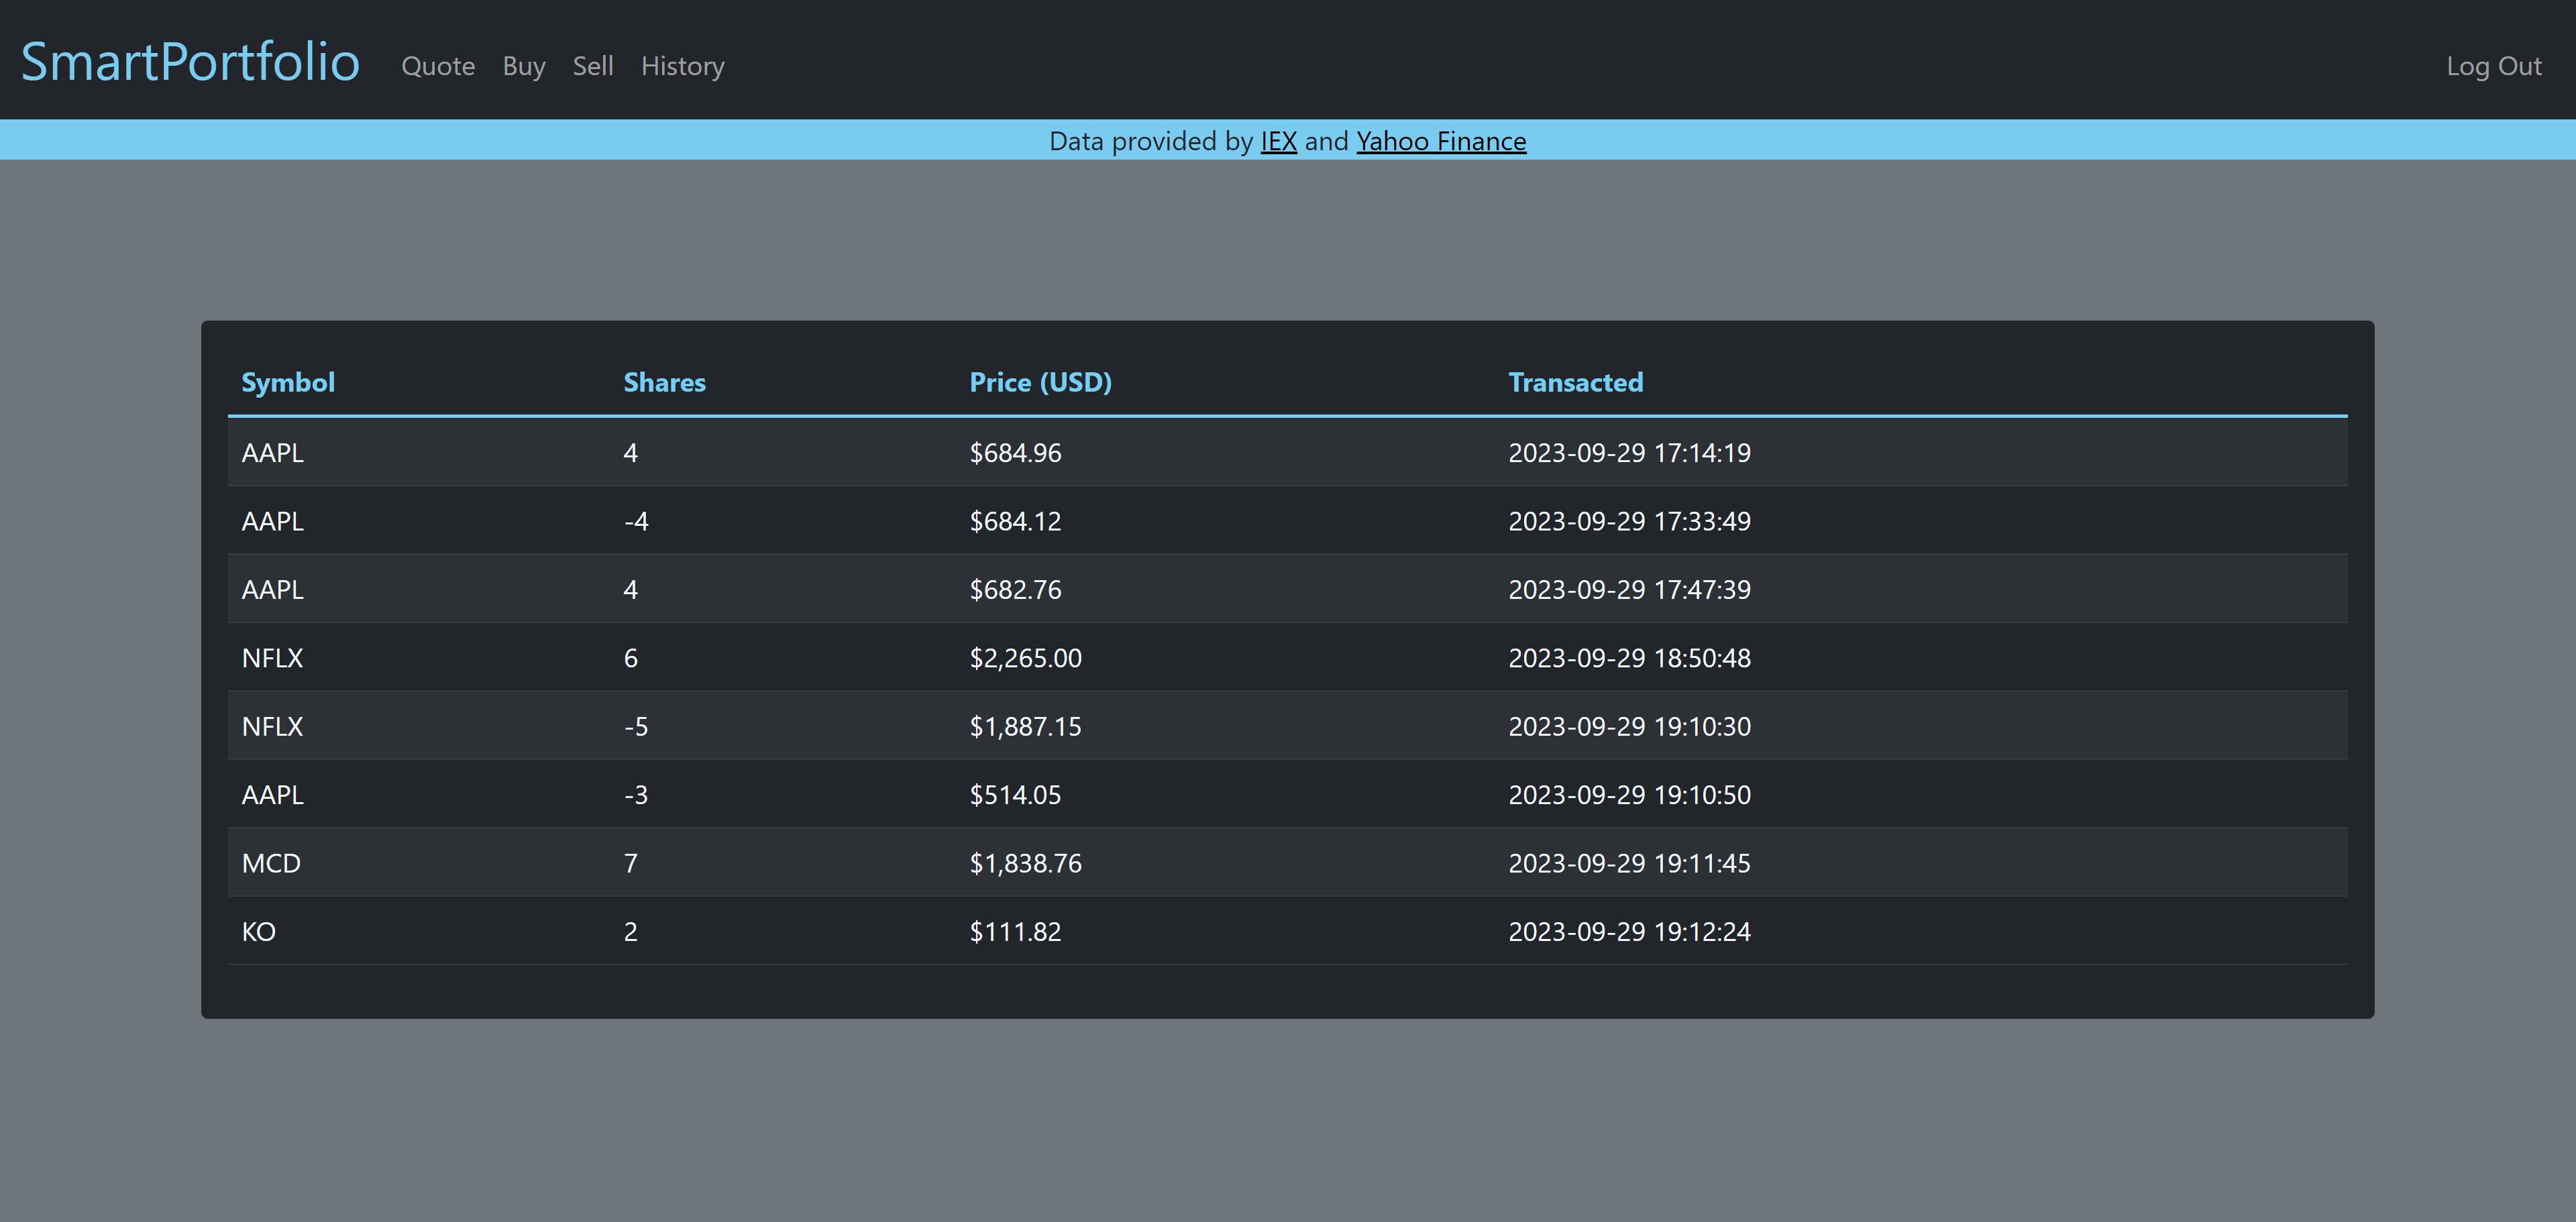 SmartPortfolio Quote Buy Sell History Log Out
Data provided by IEX and Yahoo Finance
Symbol Shares Price (USD) Transacted
AAPL 4 $684.96 2023-09-29 17:14:19
AAPL -4 $684.12 2023-09-29 17:33:49
AAPL 4 $682.76 2023-09-29 17:47:39
NFLX 6 $2,265.00 2023-09-29 18:50:48
NFLX -5 $1,887.15 2023-09-29 19:10:30
AAPL -3 $514.05 2023-09-29 19:10:50
MCD 7 $1,838.76 2023-09-29 19:11:45
KO 2 $111.82 2023-09-29 19:12:24